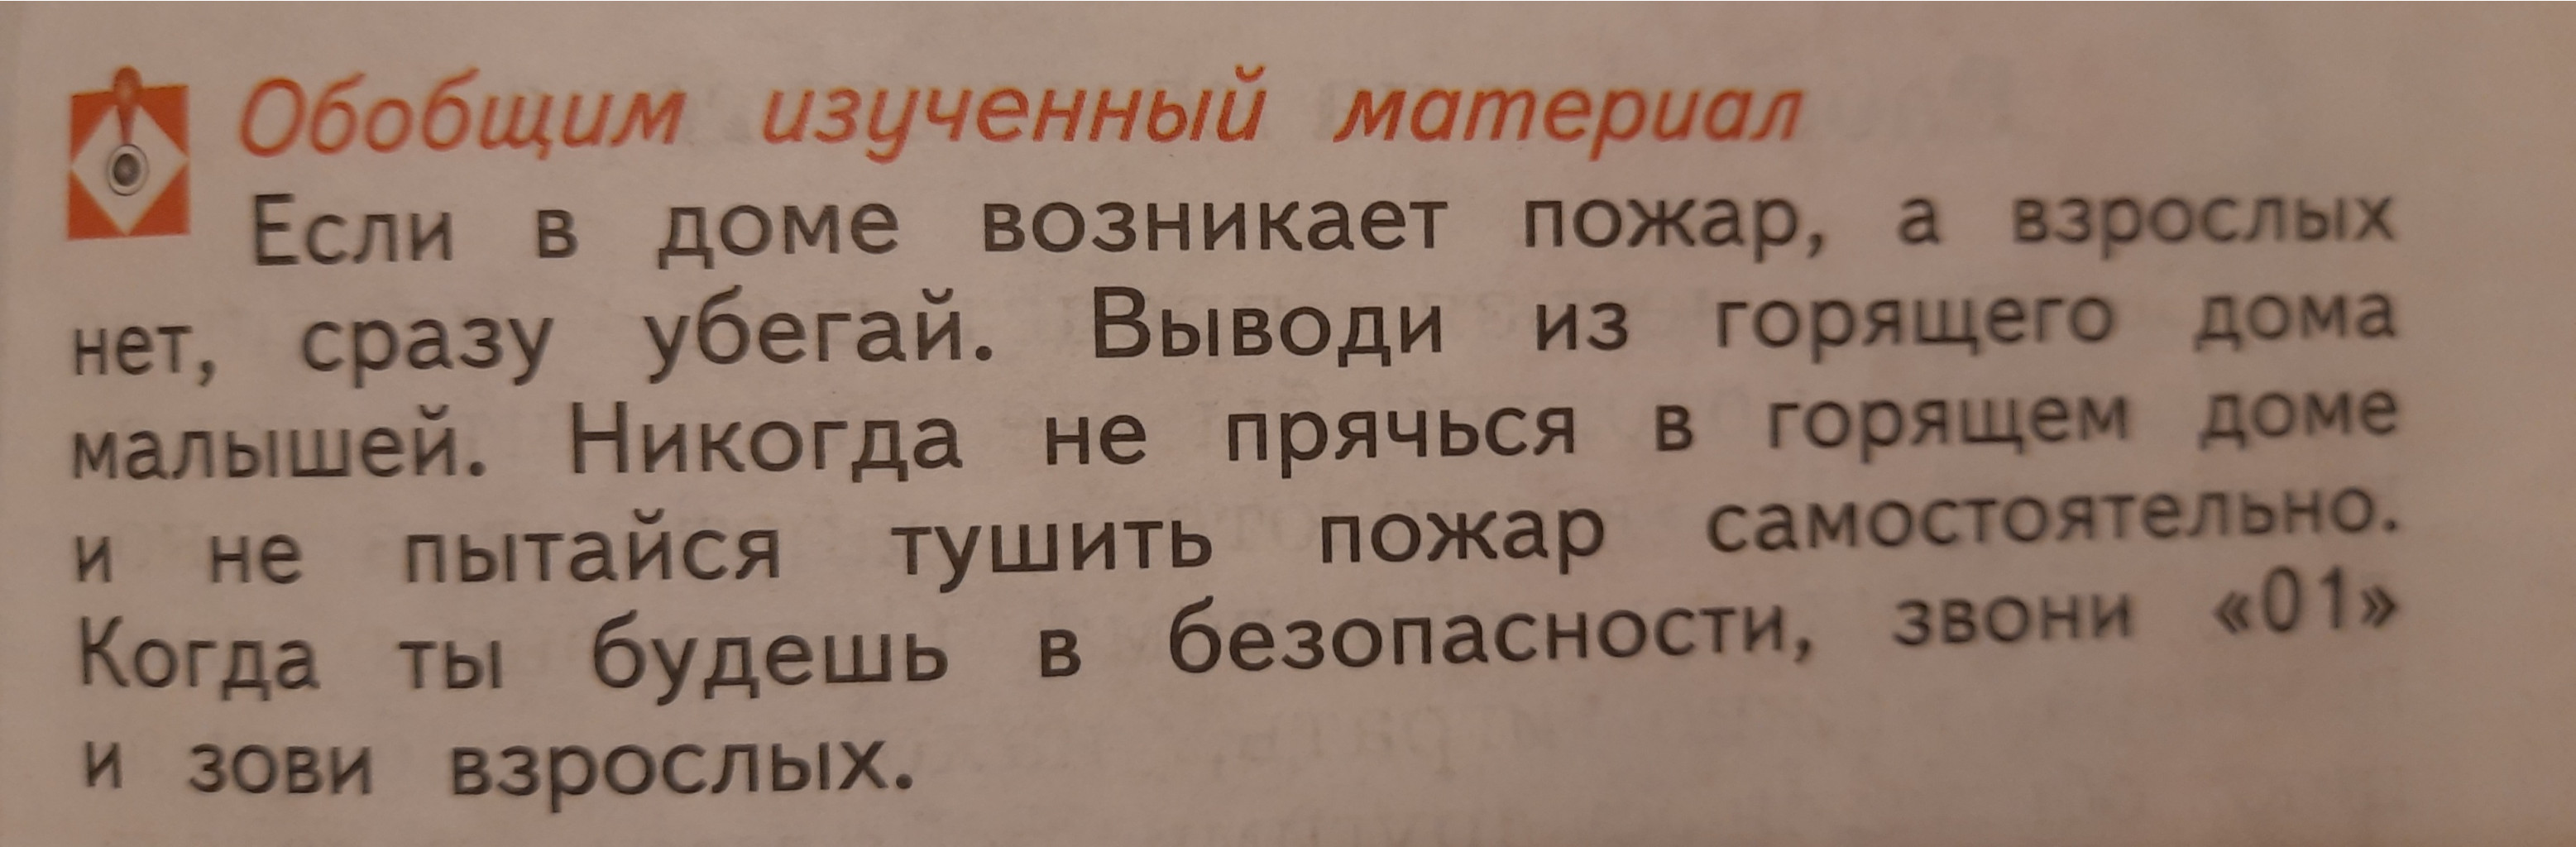 Обобщим изученный материал
Если в доме возникает пожар, а взрослых
нет, сразу убегай. Выводи из горящего дома
малышей. Никогда не прячься в горящем доме
и не пытайся тушить пожар самостоятельно.
Когда ты будешь в безопасности, звони «01»
и зови взрослых.